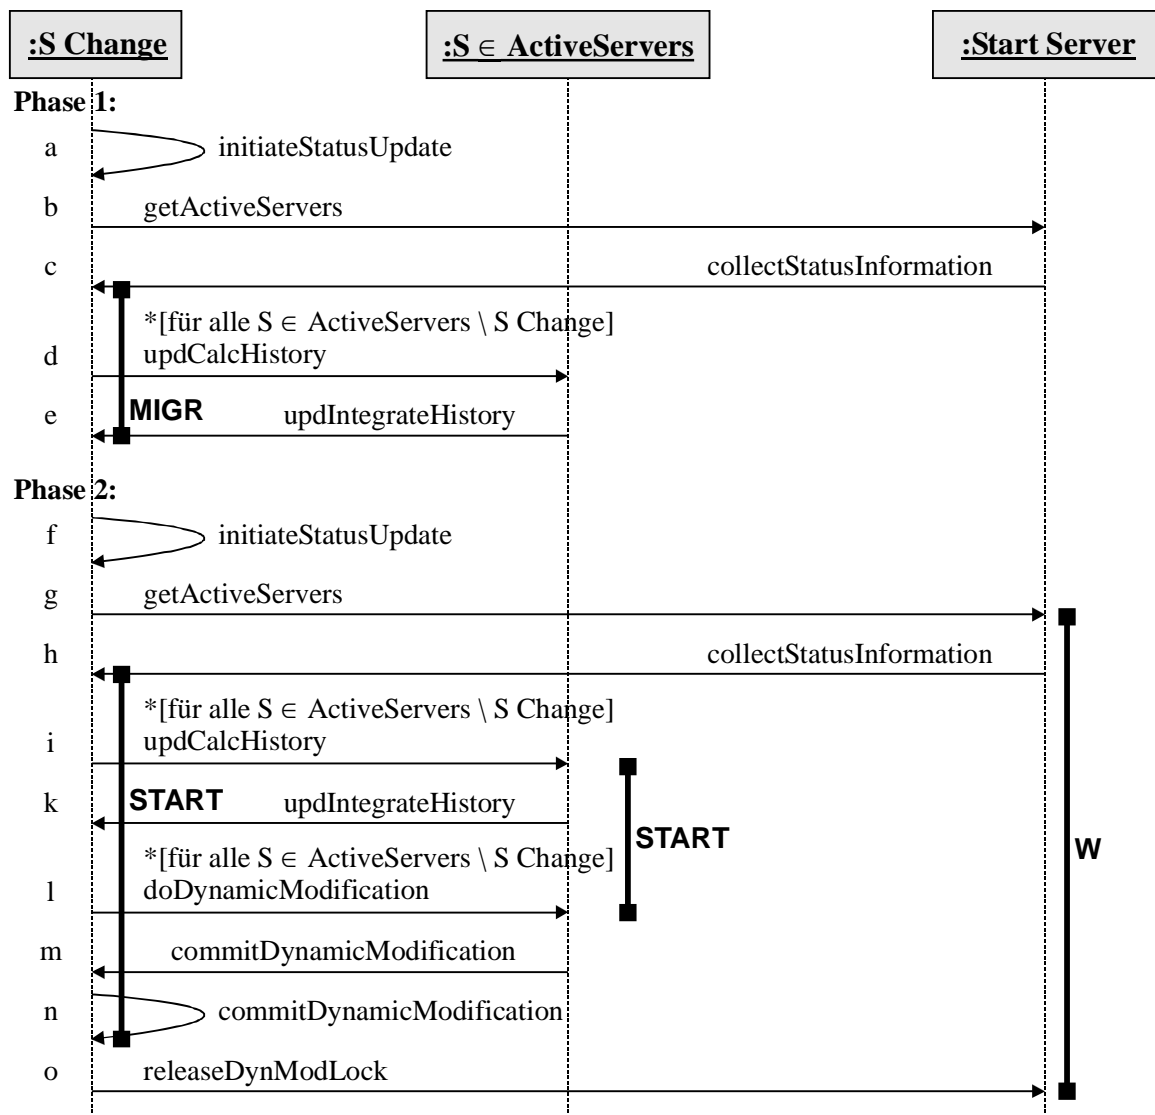 :S Change :S ∈ ActiveServers :Start Server
Phase 1:
a initiateStatusUpdate
b getActiveServers
c collectStatusInformation
*[für alle S ∈ ActiveServers \ S Change]
d updCalcHistory
e MIGR updIntegrateHistory
Phase 2:
f initiateStatusUpdate
g getActiveServers
h collectStatusInformation
*[für alle S ∈ ActiveServers \ S Change]
i updCalcHistory
k START updIntegrateHistory
START
W
*[für alle S ∈ ActiveServers \ S Change]
l doDynamicModification
m commitDynamicModification
n commitDynamicModification
o releaseDynModLock